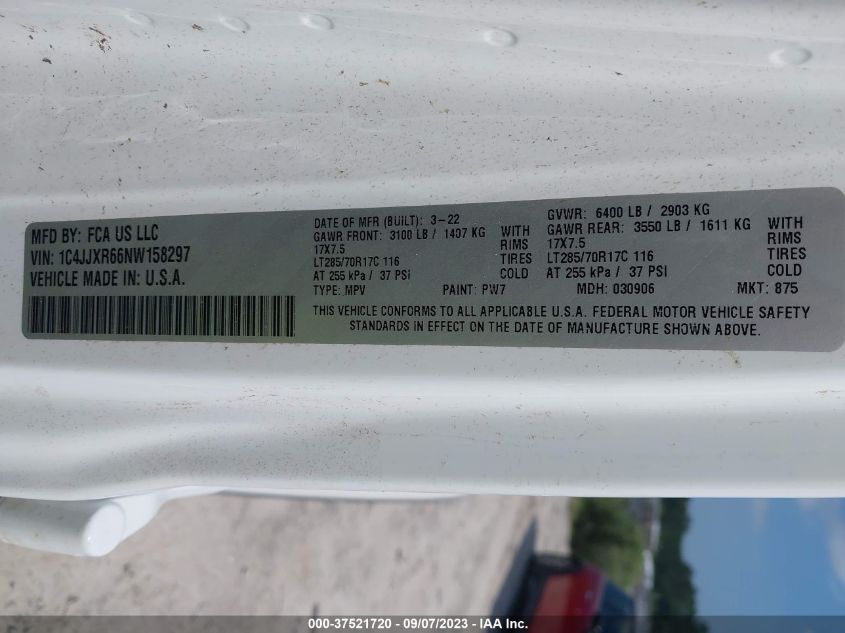 MFD BY: FCA US LLC
VIN: 1C4JJXR66NW158297
VEHICLE MADE IN: U.S.A.
DATE OF MFR (BUILT): 3-22
GAWR FRONT: 3100 LB / 1407 KG WITH
17X7.5 RIMS
LT285/70R17C 116 TIRES
AT 255 kPa / 37 PSI COLD
TYPE: MPV PAINT: PW7
GVWR: 6400 LB / 2903 KG
GAWR REAR: 3550 LB / 1611 KG WITH
17X7.5 RIMS
LT285/70R17C 116 TIRES
AT 255 kPa / 37 PSI COLD
MDH: 030906 MKT: 875
THIS VEHICLE CONFORMS TO ALL APPLICABLE U.S.A. FEDERAL MOTOR VEHICLE SAFETY
STANDARDS IN EFFECT ON THE DATE OF MANUFACTURE SHOWN ABOVE.
000-37521720 - 09/07/2023 - IAA Inc.